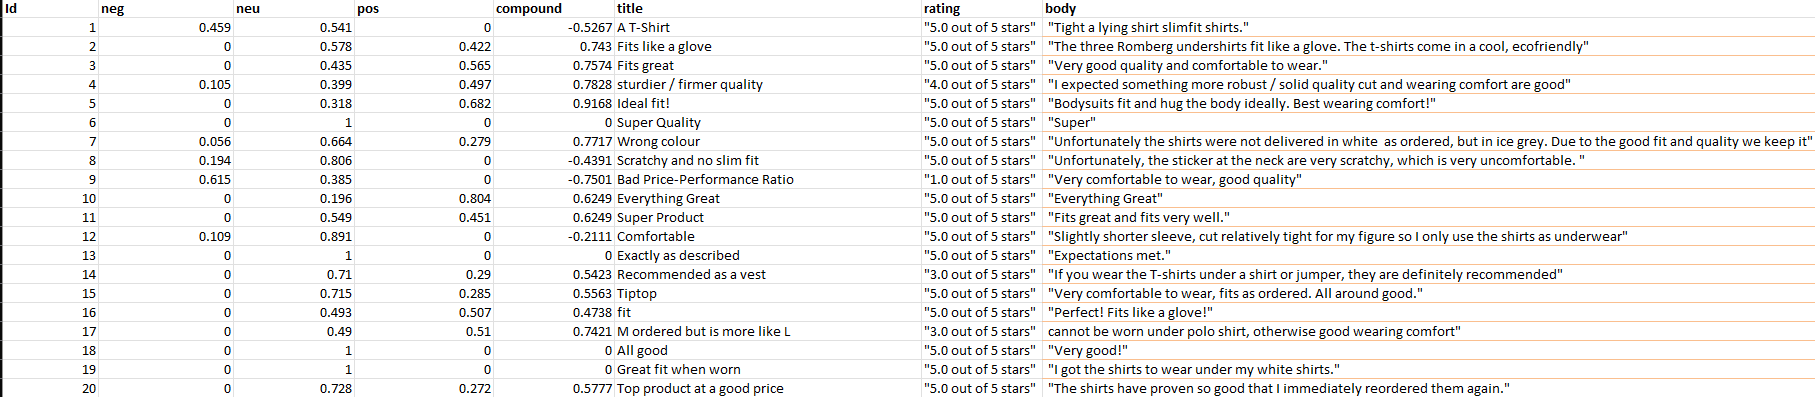 Id neg neu pos compound title rating body
1 0.459 0.541 0 -0.5267 A T-Shirt "5.0 out of 5 stars" "Tight a lying shirt slimfit shirts."
2 0 0.578 0.422 0.743 Fits like a glove "5.0 out of 5 stars" "The three Romberg undershirts fit like a glove. The t-shirts come in a cool, ecofriendly"
3 0 0.435 0.565 0.7574 Fits great "5.0 out of 5 stars" "Very good quality and comfortable to wear."
4 0.105 0.399 0.497 0.7828 sturdier / firmer quality "4.0 out of 5 stars" "I expected something more robust / solid quality cut and wearing comfort are good"
5 0 0.318 0.682 0.9168 Ideal fit! "5.0 out of 5 stars" "Bodysuits fit and hug the body ideally. Best wearing comfort!"
6 0 1 0 0 Super Quality "5.0 out of 5 stars" "Super"
7 0.056 0.664 0.279 0.7717 Wrong colour "5.0 out of 5 stars" "Unfortunately the shirts were not delivered in white  as ordered, but in ice grey. Due to the good fit and quality we keep it"
8 0.194 0.806 0 -0.4391 Scratchy and no slim fit "5.0 out of 5 stars" "Unfortunately, the sticker at the neck are very scratchy, which is very uncomfortable. "
9 0.615 0.385 0 -0.7501 Bad Price-Performance Ratio "1.0 out of 5 stars" "Very comfortable to wear, good quality"
10 0 0.196 0.804 0.6249 Everything Great "5.0 out of 5 stars" "Everything Great"
11 0 0.549 0.451 0.6249 Super Product "5.0 out of 5 stars" "Fits great and fits very well."
12 0.109 0.891 0 -0.2111 Comfortable "5.0 out of 5 stars" "Slightly shorter sleeve, cut relatively tight for my figure so I only use the shirts as underwear"
13 0 1 0 0 Exactly as described "5.0 out of 5 stars" "Expectations met."
14 0 0.71 0.29 0.5423 Recommended as a vest "3.0 out of 5 stars" "If you wear the T-shirts under a shirt or jumper, they are definitely recommended"
15 0 0.715 0.285 0.5563 Tiptop "5.0 out of 5 stars" "Very comfortable to wear, fits as ordered. All around good."
16 0 0.493 0.507 0.4738 fit "5.0 out of 5 stars" "Perfect! Fits like a glove!"
17 0 0.49 0.51 0.7421 M ordered but is more like L "3.0 out of 5 stars" cannot be worn under polo shirt, otherwise good wearing comfort"
18 0 1 0 0 All good "5.0 out of 5 stars" "Very good!"
19 0 1 0 0 Great fit when worn "5.0 out of 5 stars" "I got the shirts to wear under my white shirts."
20 0 0.728 0.272 0.5777 Top product at a good price "5.0 out of 5 stars" "The shirts have proven so good that I immediately reordered them again."